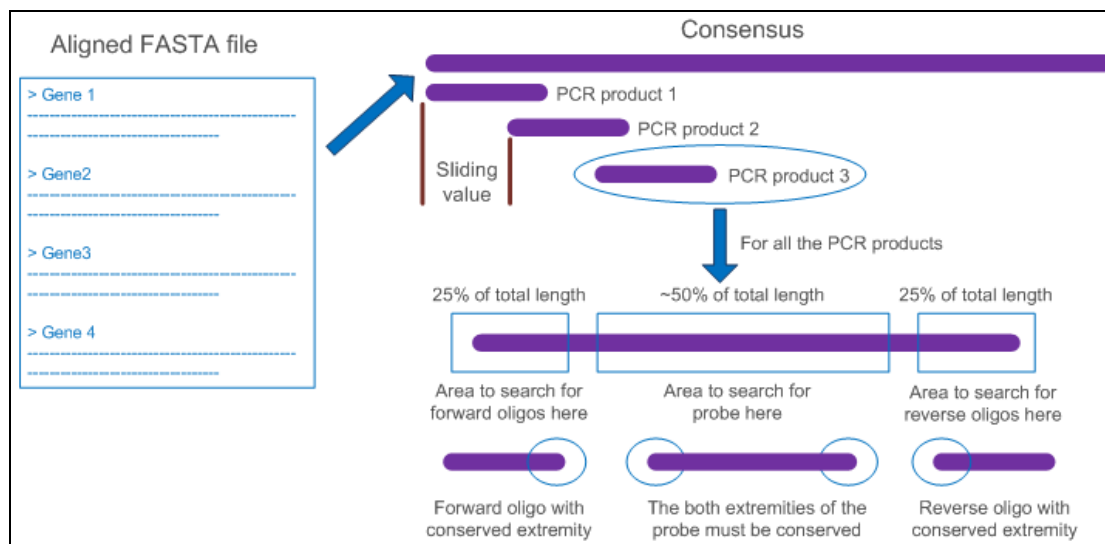 Aligned FASTA file
> Gene 1
> Gene2
> Gene3
> Gene 4
Consensus
PCR product 1
PCR product 2
Sliding
value
PCR product 3
For all the PCR products
25% of total length
~50% of total length
25% of total length
Area to search for
forward oligos here
Area to search for
probe here
Area to search for
reverse oligos here
Forward oligo with
conserved extremity
The both extremities of the
probe must be conserved
Reverse oligo with
conserved extremity